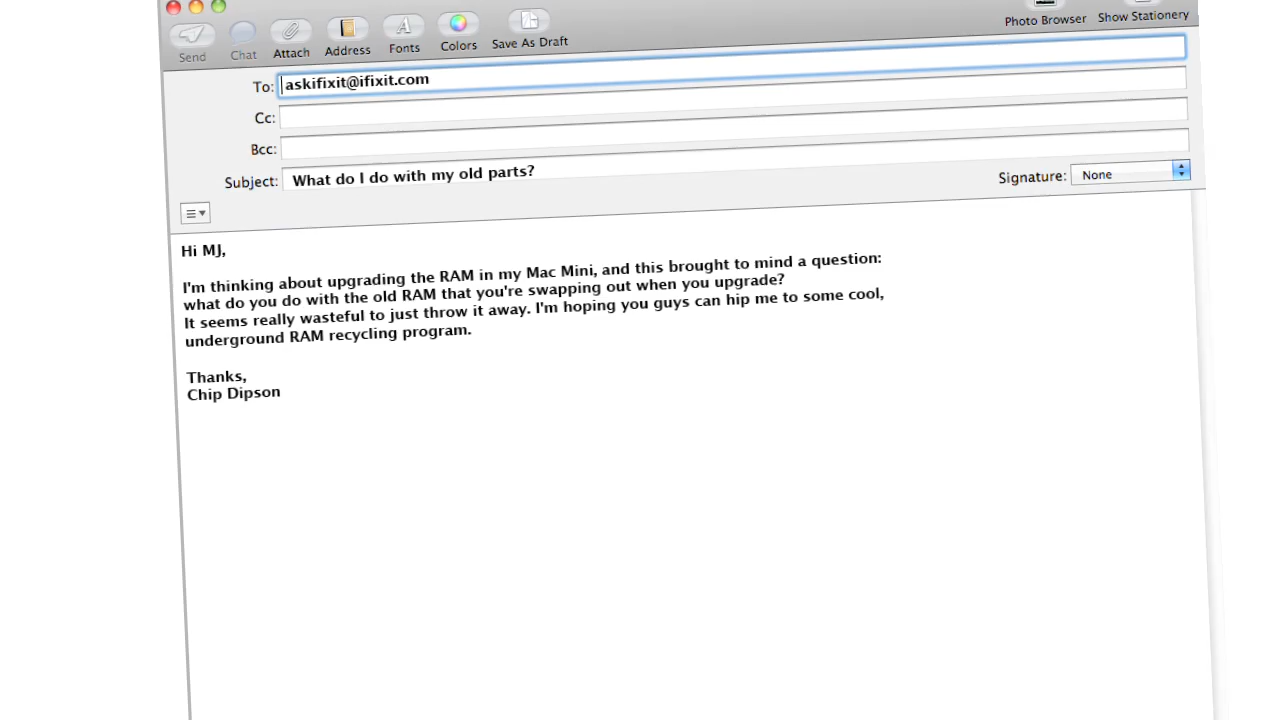 Send
Chat
Attach
Address
Fonts
Colors
Save As Draft
Photo Browser
Show Stationery
To: askifixit@ifixit.com
Cc:
Bcc:
Subject: What do I do with my old parts?
Signature: None
Hi MJ,
I'm thinking about upgrading the RAM in my Mac Mini, and this brought to mind a question:
what do you do with the old RAM that you're swapping out when you upgrade?
It seems really wasteful to just throw it away. I'm hoping you guys can hip me to some cool,
underground RAM recycling program.
Thanks,
Chip Dipson